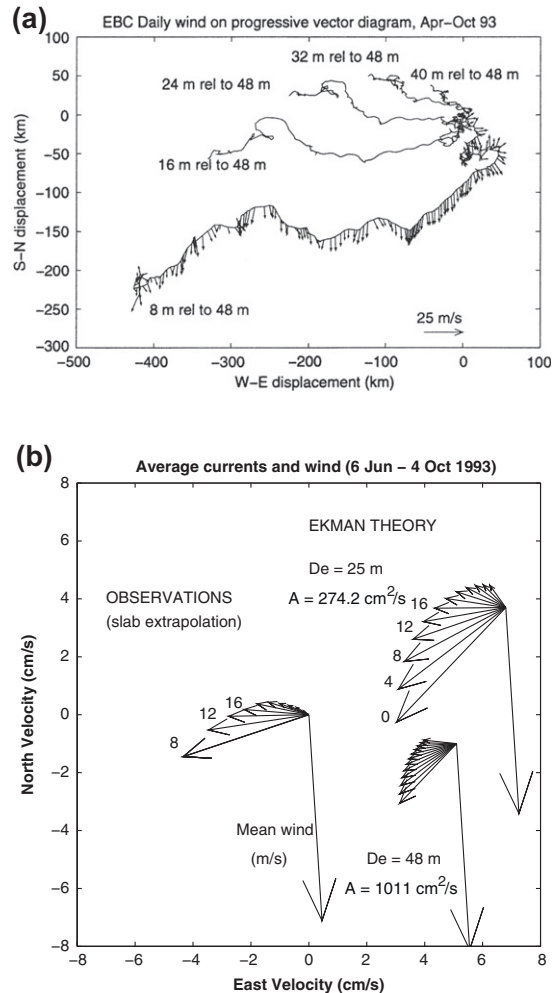 (a)
EBC Daily wind on progressive vector diagram, Apr-Oct 93
100
50
0
−50
−100
−150
−200
−250
−300
S−N displacement (km)
32 m rel to 48 m
24 m rel to 48 m
40 m rel to 48 m
16 m rel to 48 m
8 m rel to 48 m
25 m/s
−500
−400
−300
−200
−100
0
100
W−E displacement (km)
(b)
Average currents and wind (6 Jun − 4 Oct 1993)
8
6
4
2
0
−2
−4
−6
−8
North Velocity (cm/s)
EKMAN THEORY
De = 25 m
A = 274.2 cm²/s
OBSERVATIONS
(slab extrapolation)
16
12
8
4
0
16
12
8
Mean wind
(m/s)
De = 48 m
A = 1011 cm²/s
−8
−6
−4
−2
0
2
4
6
8
East Velocity (cm/s)